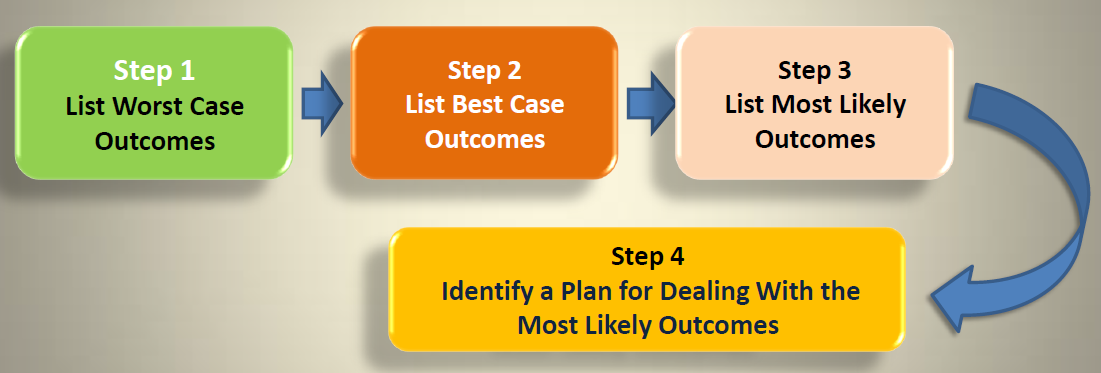 Step 1
List Worst Case
Outcomes
Step 2
List Best Case
Outcomes
Step 3
List Most Likely
Outcomes
Step 4
Identify a Plan for Dealing With the
Most Likely Outcomes